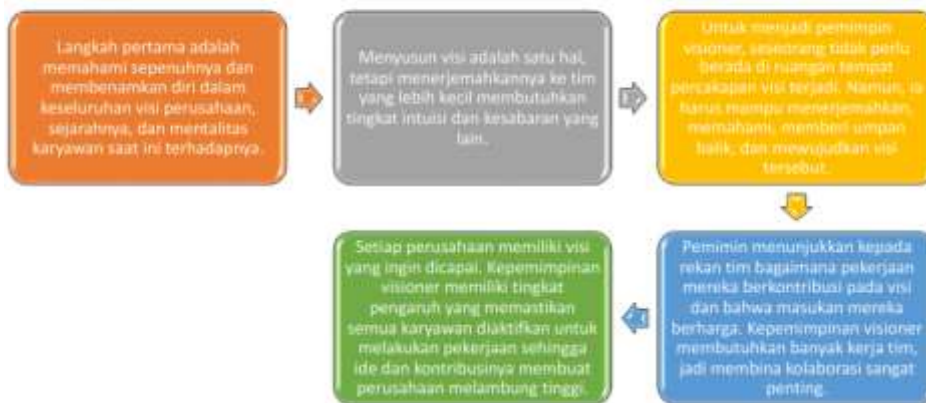 Langkah pertama adalah
memahami sepenuhnya dan
membenamkan diri dalam
keseluruhan visi perusahaan,
sejarahnya, dan mentalitas
karyawan saat ini terhadapnya.
Menyusun visi adalah satu hal,
tetapi menerjemahkannya ke tim
yang lebih kecil membutuhkan
tingkat intuisi dan kesabaran yang
lain.
Untuk menjadi pemimpin
visioner, seseorang tidak perlu
berada di ruangan tempat
percakapan visi terjadi. Namun, ia
harus mampu menerjemahkan,
memahami, memberi umpan
balik, dan mewujudkan visi
tersebut.
Pemimin menunjukkan kepada
rekan tim bagaimana pekerjaan
mereka berkontribusi pada visi
dan bahwa masukan mereka
berharga. Kepemimpinan visioner
membutuhkan banyak kerja tim,
jadi membina kolaborasi sangat
penting.
Setiap perusahaan memiliki visi
yang ingin dicapai. Kepemimpinan
visioner memiliki tingkat
pengaruh yang memastikan
semua karyawan diaktifkan untuk
melakukan pekerjaan sehingga
ide dan kontribusinya membuat
perusahaan melambung tinggi.